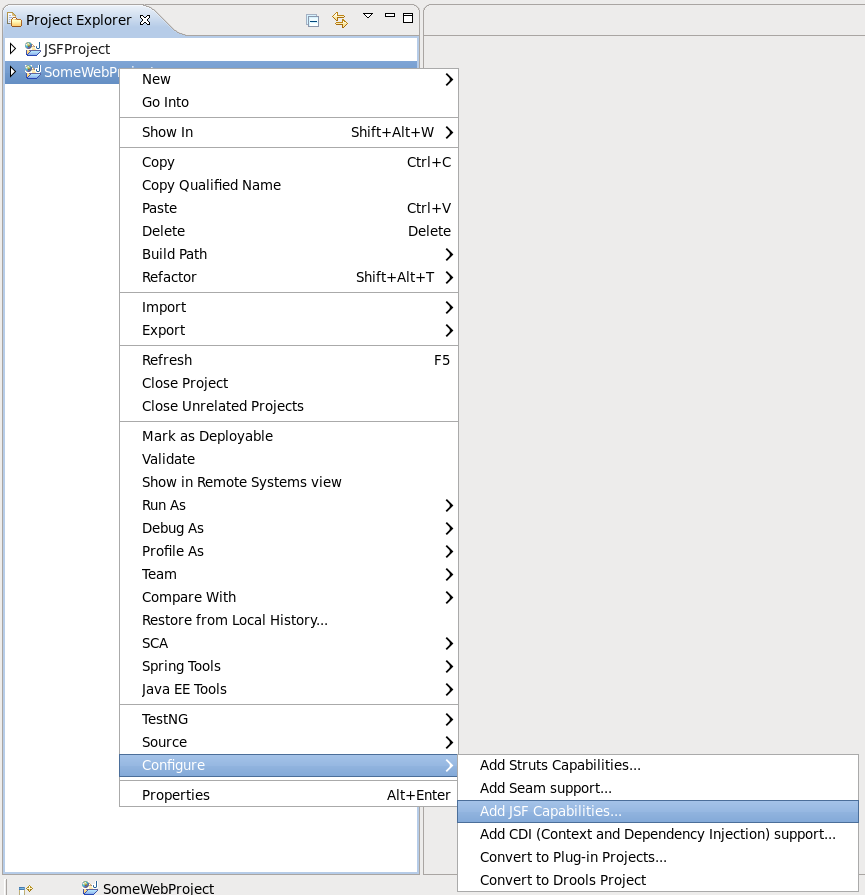 Project Explorer
JSFProject
SomeWebPr
New
Go Into
Show In Shift+Alt+W
Copy Ctrl+C
Copy Qualified Name
Paste Ctrl+V
Delete Delete
Build Path
Refactor Shift+Alt+T
Import
Export
Refresh F5
Close Project
Close Unrelated Projects
Mark as Deployable
Validate
Show in Remote Systems view
Run As
Debug As
Profile As
Team
Compare With
Restore from Local History...
SCA
Spring Tools
Java EE Tools
TestNG
Source
Configure
Properties Alt+Enter
Add Struts Capabilities...
Add Seam support...
Add JSF Capabilities...
Add CDI (Context and Dependency Injection) support...
Convert to Plug-in Projects...
Convert to Drools Project
SomeWebProject